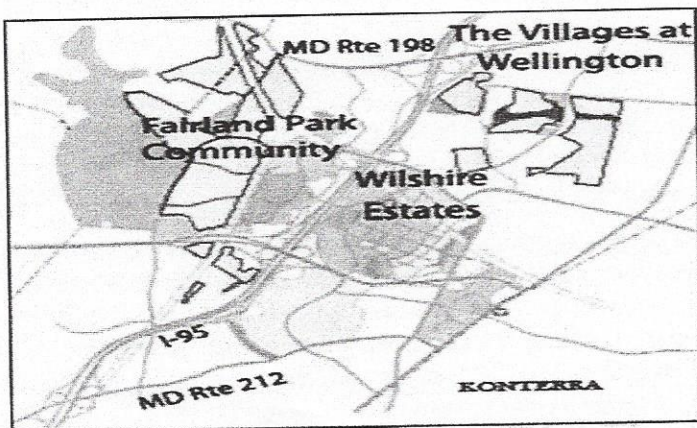 MD Rte 198
The Villages at
Wellington
Fairland Park
Community
Wilshire
Estates
I-95
MD Rte 212
KONTERRA